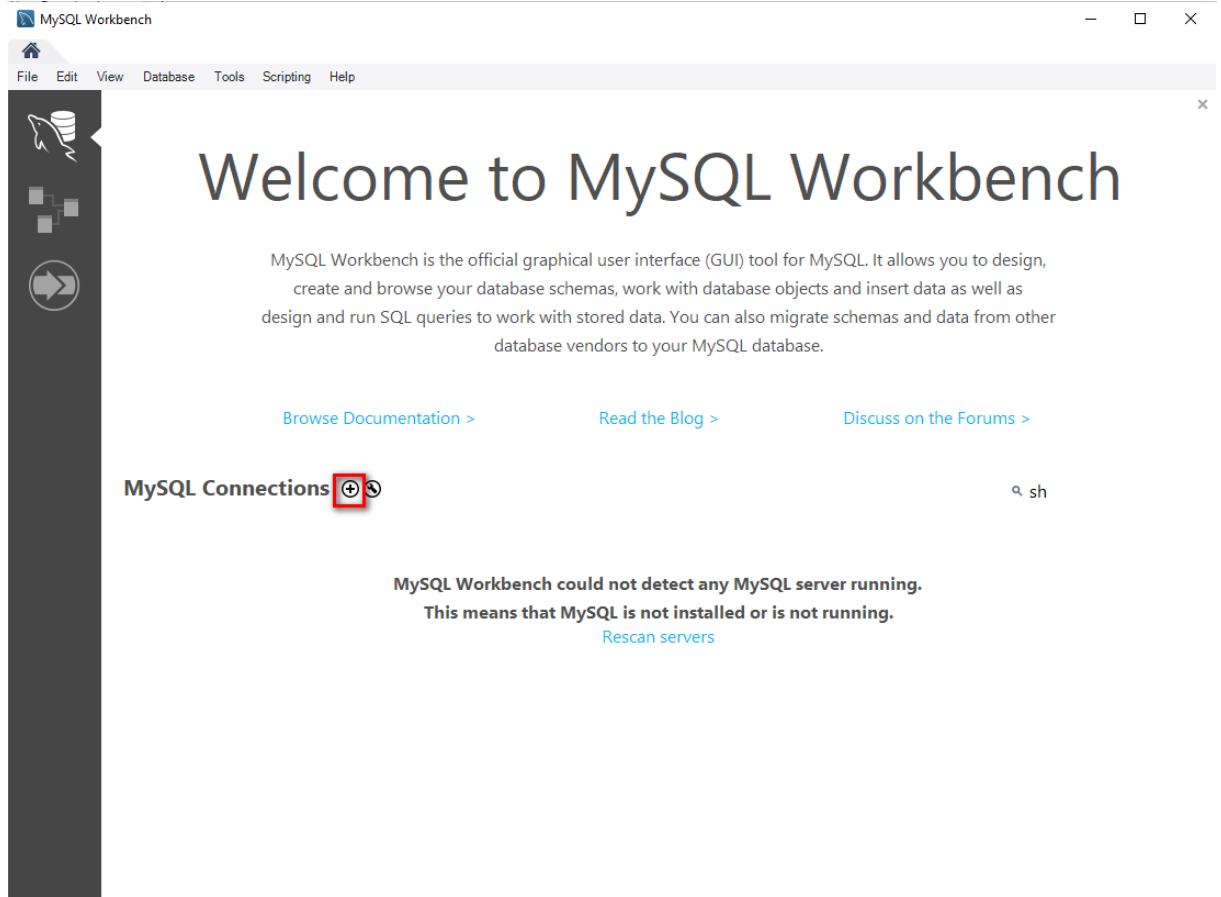 MySQL Workbench
File Edit View Database Tools Scripting Help
Welcome to MySQL Workbench
MySQL Workbench is the official graphical user interface (GUI) tool for MySQL. It allows you to design,
create and browse your database schemas, work with database objects and insert data as well as
design and run SQL queries to work with stored data. You can also migrate schemas and data from other
database vendors to your MySQL database.
Browse Documentation > Read the Blog > Discuss on the Forums >
MySQL Connections sh
MySQL Workbench could not detect any MySQL server running.
This means that MySQL is not installed or is not running.
Rescan servers